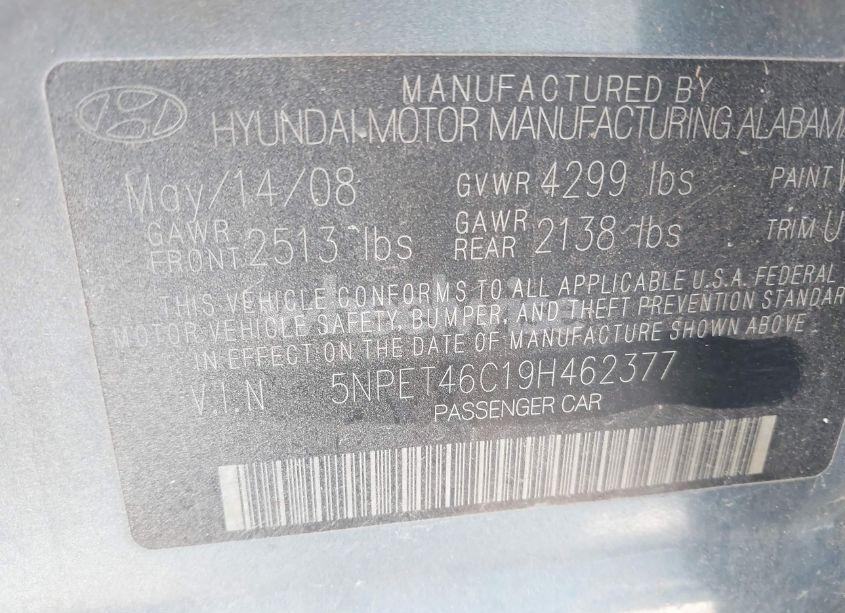 MANUFACTURED BY
HYUNDAI MOTOR MANUFACTURING ALABAMA
May/14/08 GVWR 4299 lbs PAINT
GAWR FRONT 2513 lbs GAWR REAR 2138 lbs TRIM U
THIS VEHICLE CONFORMS TO ALL APPLICABLE U.S.A. FEDERAL
MOTOR VEHICLE SAFETY, BUMPER, AND THEFT PREVENTION STANDAR
IN EFFECT ON THE DATE OF MANUFACTURE SHOWN ABOVE
V.I.N 5NPET46C19H462377
PASSENGER CAR